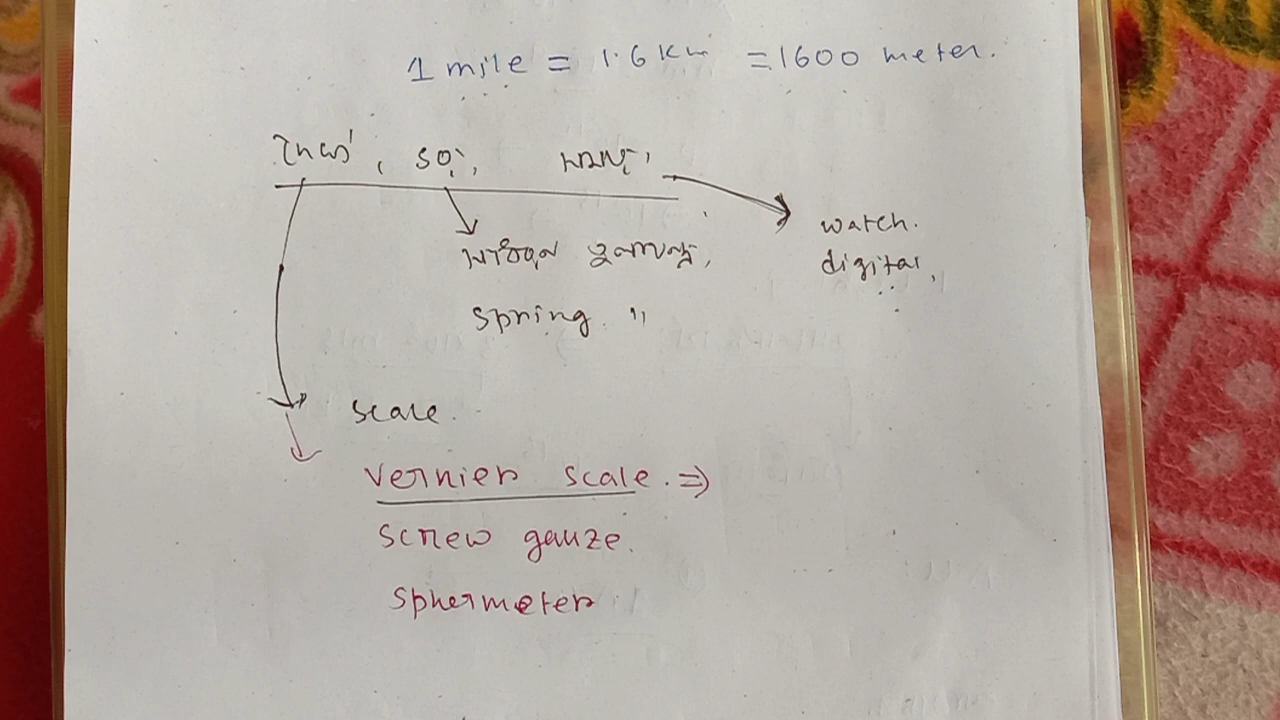 1 mile = 1.6 Km = 1600 meter.
watch.
digital,
spring. "
scale.
vernier scale. ⇒
screw gauze.
sphermeter